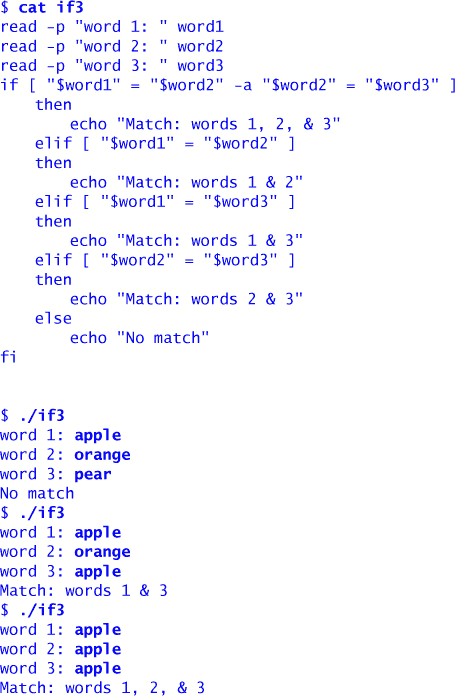 $ cat if3
read -p "word 1: " word1
read -p "word 2: " word2
read -p "word 3: " word3
if [ "$word1" = "$word2" -a "$word2" = "$word3" ]
    then
        echo "Match: words 1, 2, & 3"
    elif [ "$word1" = "$word2" ]
    then
        echo "Match: words 1 & 2"
    elif [ "$word1" = "$word3" ]
    then
        echo "Match: words 1 & 3"
    elif [ "$word2" = "$word3" ]
    then
        echo "Match: words 2 & 3"
    else
        echo "No match"
fi
$ ./if3
word 1: apple
word 2: orange
word 3: pear
No match
$ ./if3
word 1: apple
word 2: orange
word 3: apple
Match: words 1 & 3
$ ./if3
word 1: apple
word 2: apple
word 3: apple
Match: words 1, 2, & 3